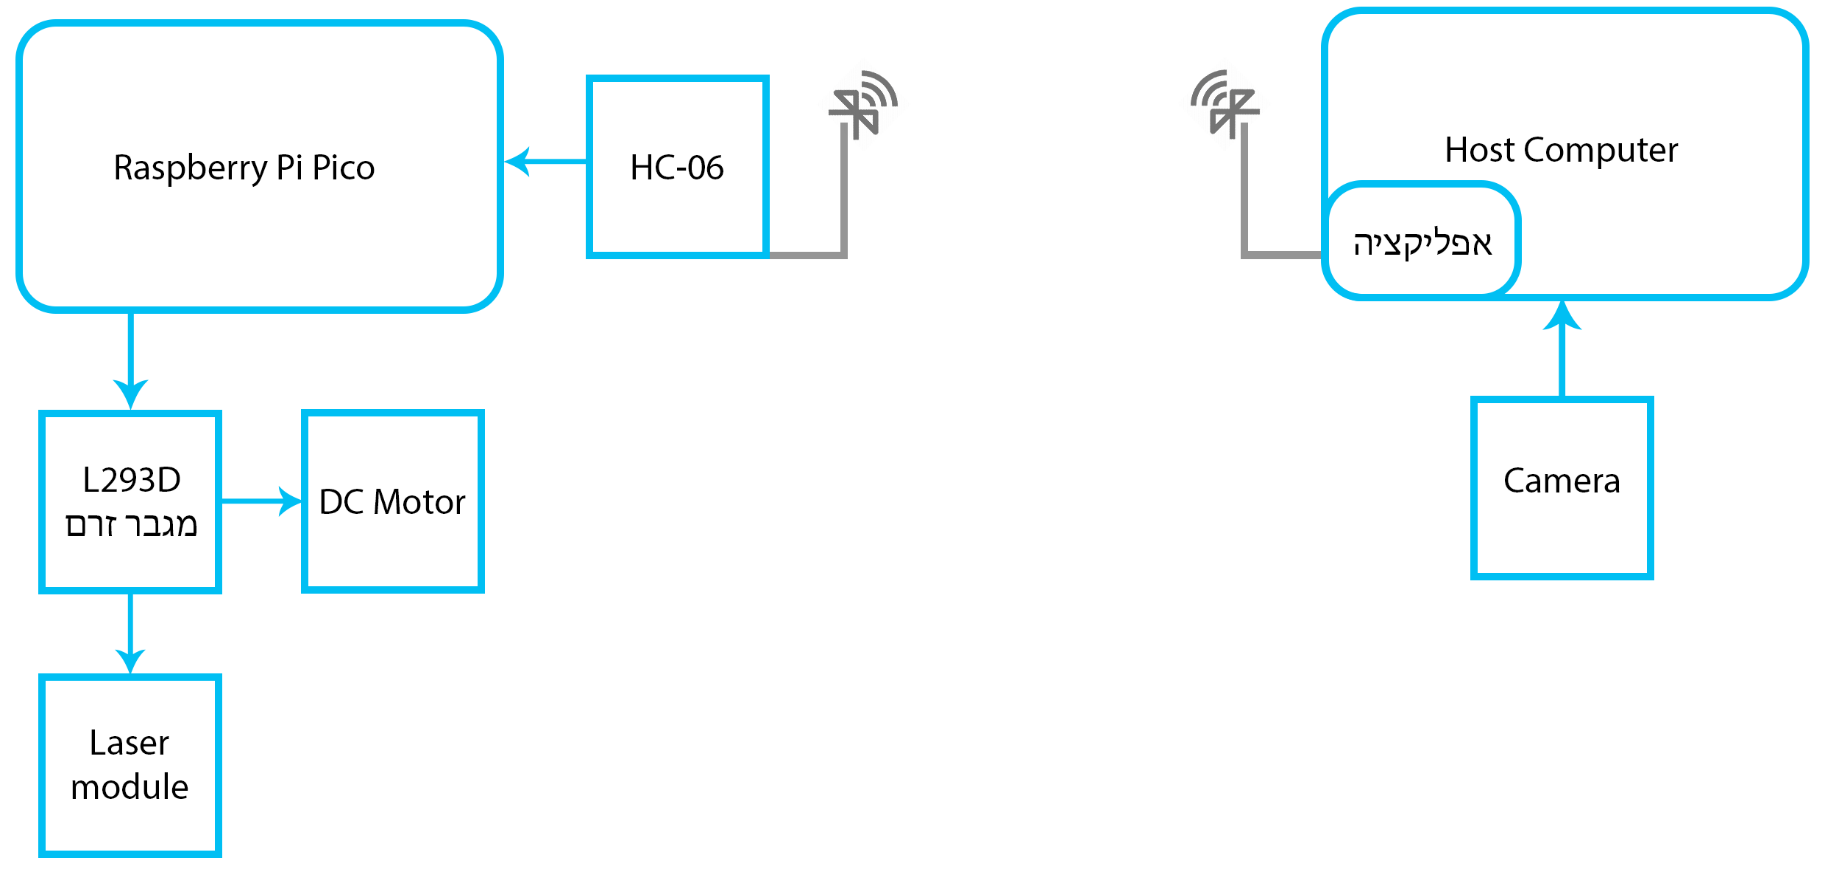 Raspberry Pi Pico
HC-06
Host Computer
אפליקציה
L293D
מגבר זרם
DC Motor
Camera
Laser
module